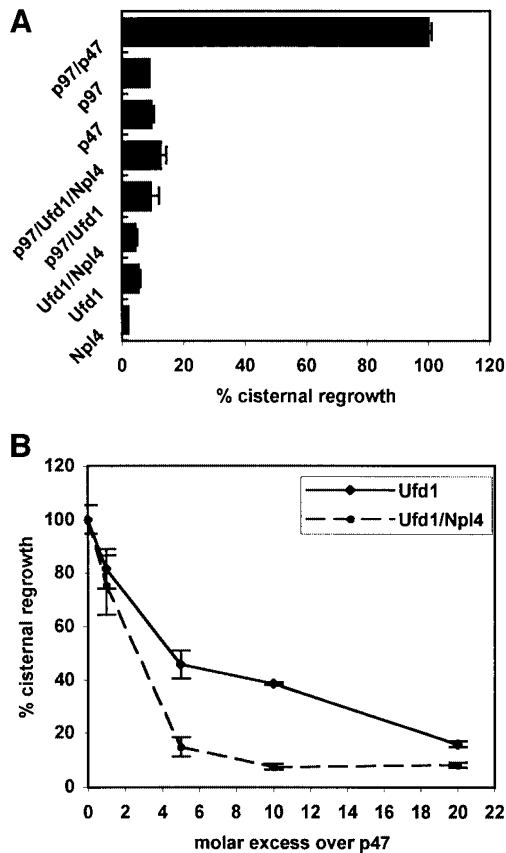 A
p97/p47
p97
p47
p97/Ufd1/Npl4
p97/Ufd1
Ufd1/Npl4
Ufd1
Npl4
0 20 40 60 80 100 120
% cisternal regrowth
B
120
100
80
60
40
20
0
% cisternal regrowth
Ufd1
Ufd1/Npl4
0 2 4 6 8 10 12 14 16 18 20 22
molar excess over p47